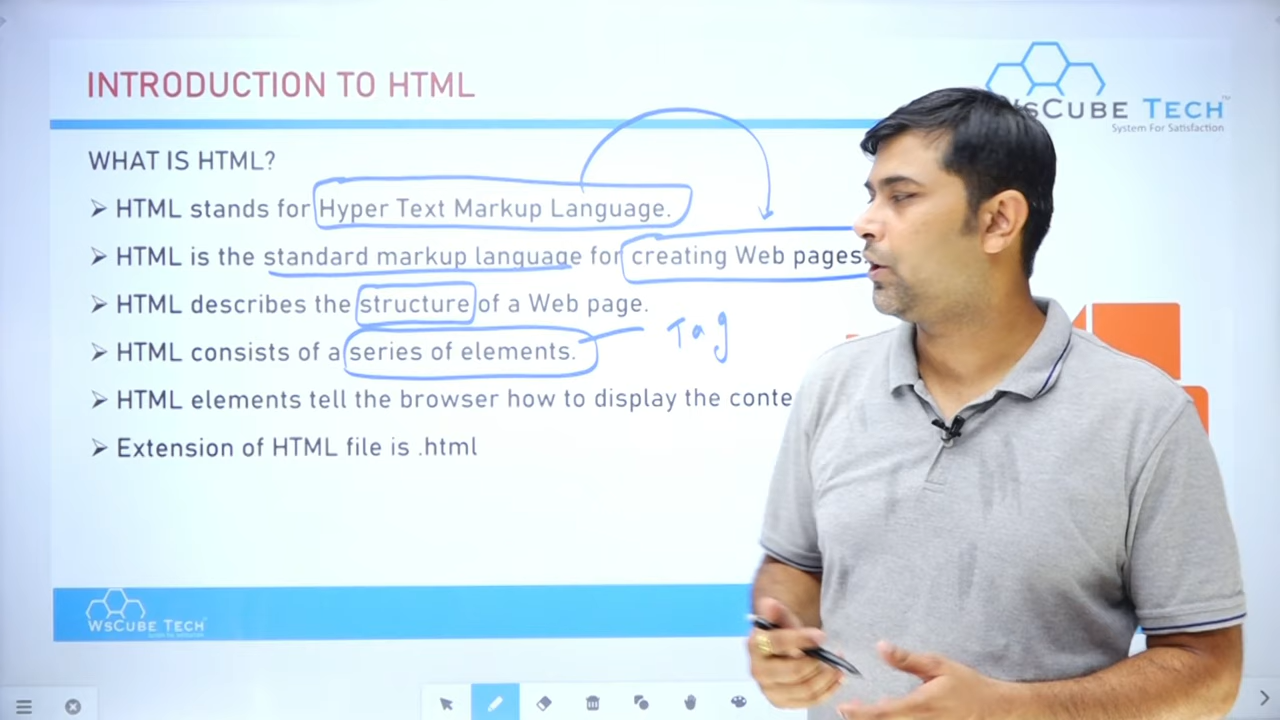 INTRODUCTION TO HTML
WSCUBE TECH™
System For Satisfaction
WHAT IS HTML?
➤ HTML stands for Hyper Text Markup Language.
➤ HTML is the standard markup language for creating Web pages
➤ HTML describes the structure of a Web page.
➤ HTML consists of a series of elements. Tag
➤ HTML elements tell the browser how to display the conte
➤ Extension of HTML file is .html
WSCUBE TECH